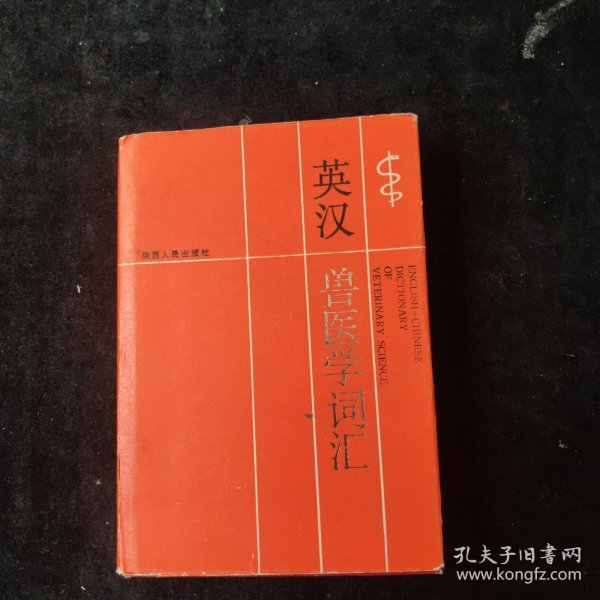 英汉
兽医学词汇
ENGLISH—CHINESE
DICTIONARY
OF
VETERINARY SCIENCE
陕西人民出版社
孔夫子旧书网
www.kongfz.com